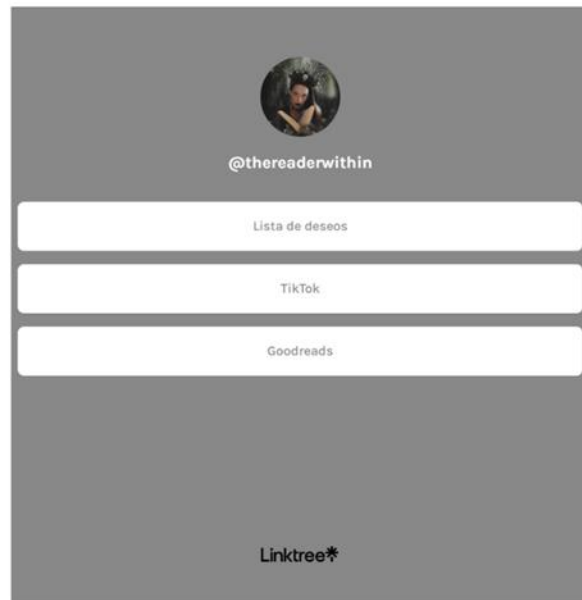 @thereaderwithin
Lista de deseos
TikTok
Goodreads
Linktree